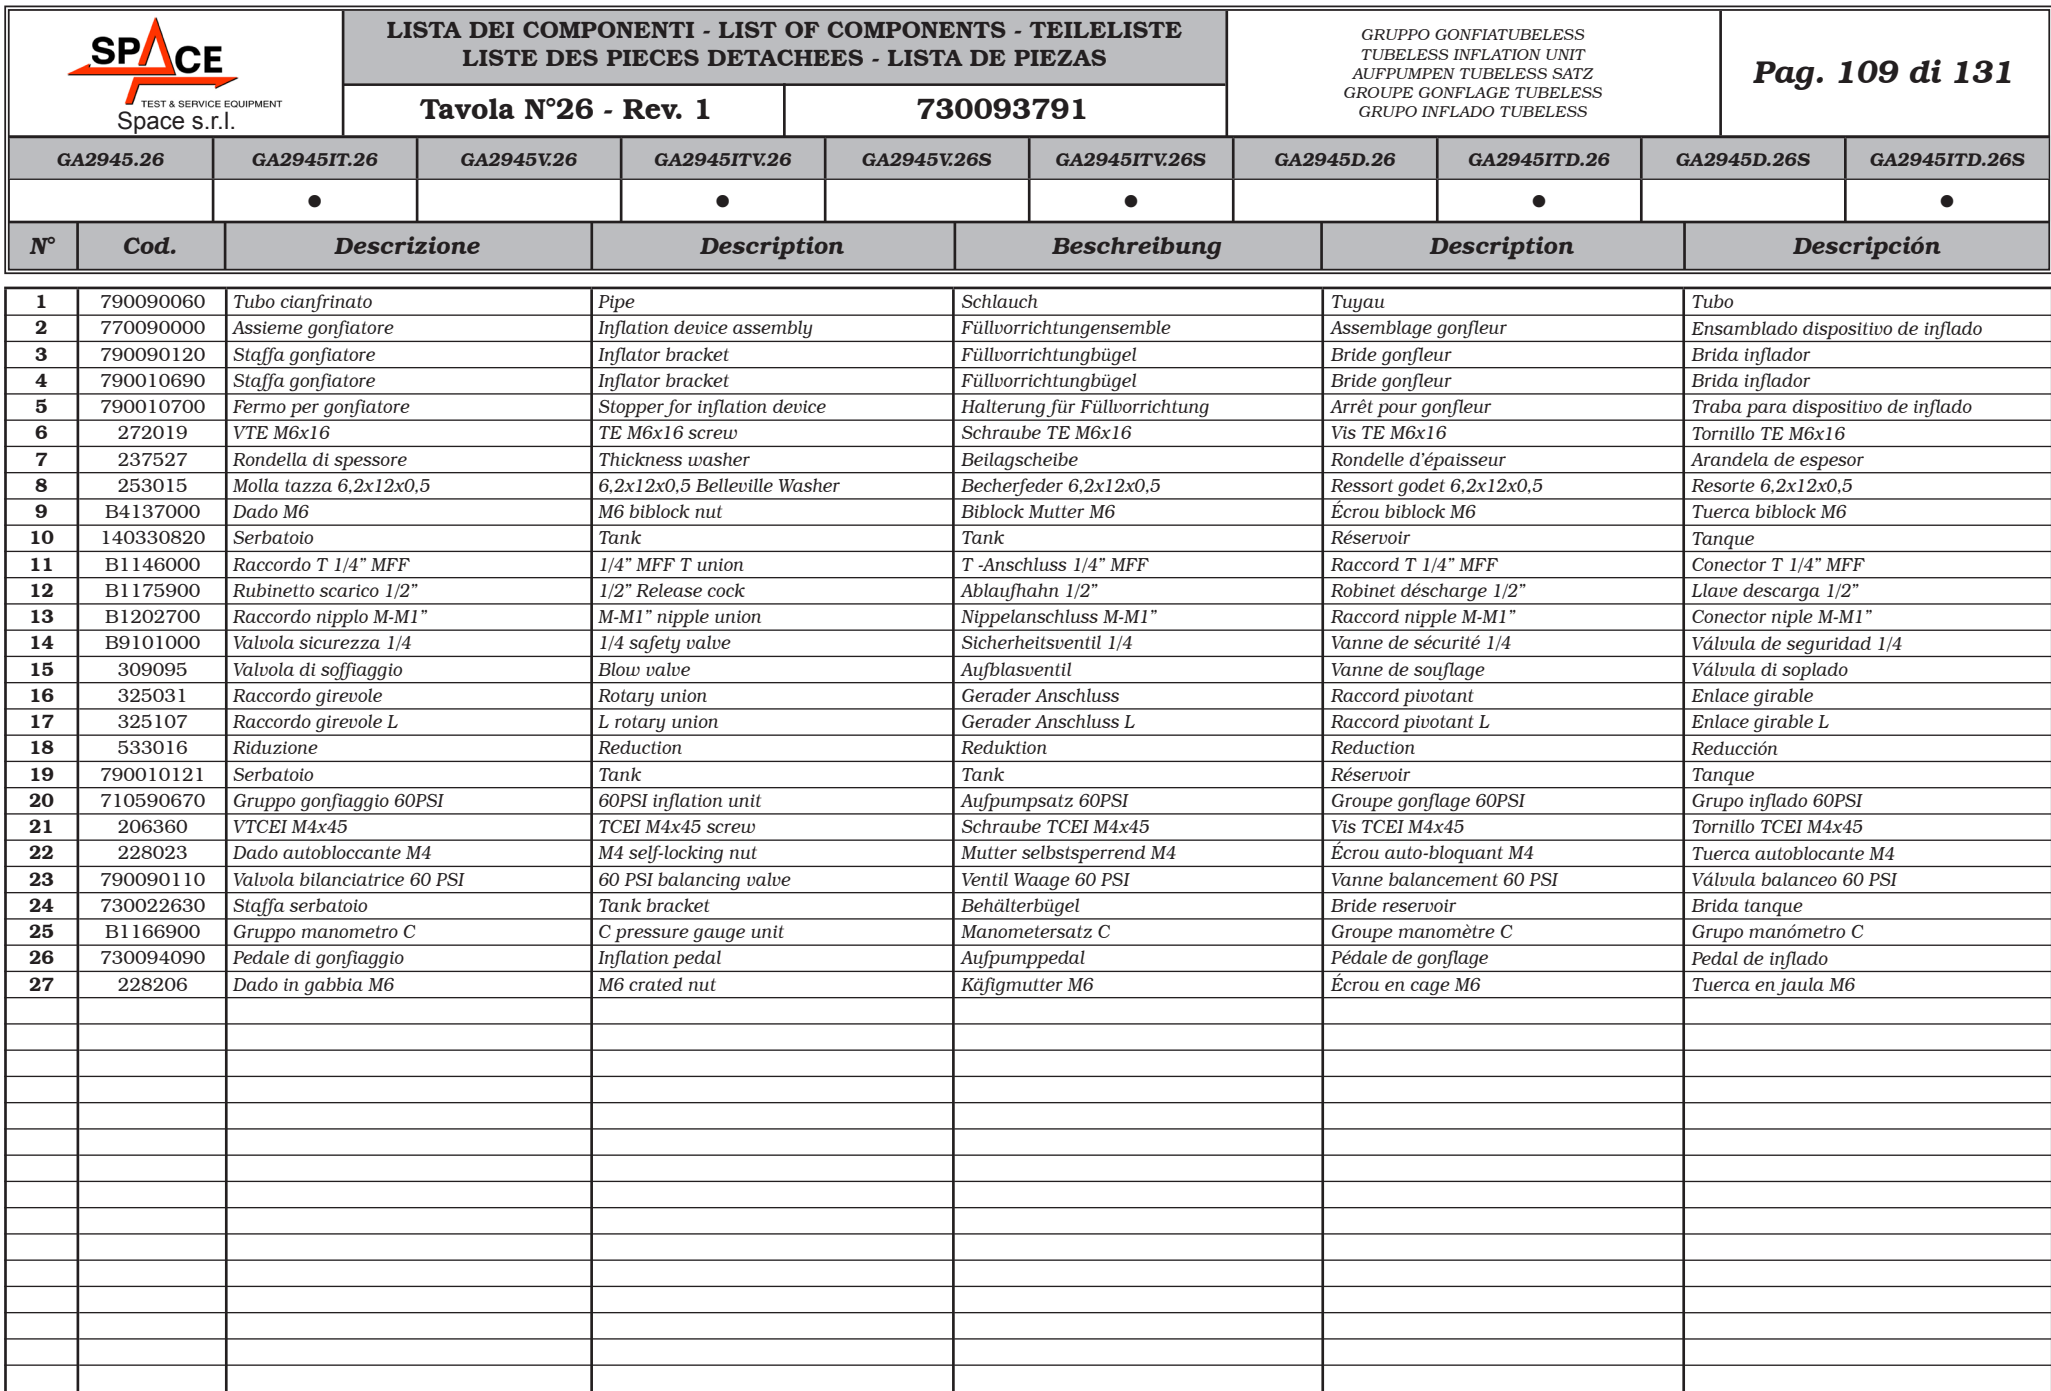 SPACE
TEST & SERVICE EQUIPMENT
Space s.r.l.
LISTA DEI COMPONENTI - LIST OF COMPONENTS - TEILELISTE
LISTE DES PIECES DETACHEES - LISTA DE PIEZAS
Tavola N°26 - Rev. 1 730093791
GRUPPO GONFIATUBELESS
TUBELESS INFLATION UNIT
AUFPUMPEN TUBELESS SATZ
GROUPE GONFLAGE TUBELESS
GRUPO INFLADO TUBELESS
Pag. 109 di 131
GA2945.26 GA2945IT.26 GA2945V.26 GA2945ITV.26 GA2945V.26S GA2945ITV.26S GA2945D.26 GA2945ITD.26 GA2945D.26S GA2945ITD.26S
● ● ● ● ●
N° Cod. Descrizione Description Beschreibung Description Descripción
1 790090060 Tubo cianfrinato Pipe Schlauch Tuyau Tubo
2 770090000 Assieme gonfiatore Inflation device assembly Füllvorrichtungensemble Assemblage gonfleur Ensamblado dispositivo de inflado
3 790090120 Staffa gonfiatore Inflator bracket Füllvorrichtungbügel Bride gonfleur Brida inflador
4 790010690 Staffa gonfiatore Inflator bracket Füllvorrichtungbügel Bride gonfleur Brida inflador
5 790010700 Fermo per gonfiatore Stopper for inflation device Halterung für Füllvorrichtung Arrêt pour gonfleur Traba para dispositivo de inflado
6 272019 VTE M6x16 TE M6x16 screw Schraube TE M6x16 Vis TE M6x16 Tornillo TE M6x16
7 237527 Rondella di spessore Thickness washer Beilagscheibe Rondelle d’épaisseur Arandela de espesor
8 253015 Molla tazza 6,2x12x0,5 6,2x12x0,5 Belleville Washer Becherfeder 6,2x12x0,5 Ressort godet 6,2x12x0,5 Resorte 6,2x12x0,5
9 B4137000 Dado M6 M6 biblock nut Biblock Mutter M6 Écrou biblock M6 Tuerca biblock M6
10 140330820 Serbatoio Tank Tank Réservoir Tanque
11 B1146000 Raccordo T 1/4” MFF 1/4” MFF T union T -Anschluss 1/4” MFF Raccord T 1/4” MFF Conector T 1/4” MFF
12 B1175900 Rubinetto scarico 1/2” 1/2” Release cock Ablaufhahn 1/2” Robinet déscharge 1/2” Llave descarga 1/2”
13 B1202700 Raccordo nipplo M-M1” M-M1” nipple union Nippelanschluss M-M1” Raccord nipple M-M1” Conector niple M-M1”
14 B9101000 Valvola sicurezza 1/4 1/4 safety valve Sicherheitsventil 1/4 Vanne de sécurité 1/4 Válvula de seguridad 1/4
15 309095 Valvola di soffiaggio Blow valve Aufblasventil Vanne de souflage Válvula di soplado
16 325031 Raccordo girevole Rotary union Gerader Anschluss Raccord pivotant Enlace girable
17 325107 Raccordo girevole L L rotary union Gerader Anschluss L Raccord pivotant L Enlace girable L
18 533016 Riduzione Reduction Reduktion Reduction Reducción
19 790010121 Serbatoio Tank Tank Réservoir Tanque
20 710590670 Gruppo gonfiaggio 60PSI 60PSI inflation unit Aufpumpsatz 60PSI Groupe gonflage 60PSI Grupo inflado 60PSI
21 206360 VTCEI M4x45 TCEI M4x45 screw Schraube TCEI M4x45 Vis TCEI M4x45 Tornillo TCEI M4x45
22 228023 Dado autobloccante M4 M4 self-locking nut Mutter selbstsperrend M4 Écrou auto-bloquant M4 Tuerca autoblocante M4
23 790090110 Valvola bilanciatrice 60 PSI 60 PSI balancing valve Ventil Waage 60 PSI Vanne balancement 60 PSI Válvula balanceo 60 PSI
24 730022630 Staffa serbatoio Tank bracket Behälterbügel Bride reservoir Brida tanque
25 B1166900 Gruppo manometro C C pressure gauge unit Manometersatz C Groupe manomètre C Grupo manómetro C
26 730094090 Pedale di gonfiaggio Inflation pedal Aufpumppedal Pédale de gonflage Pedal de inflado
27 228206 Dado in gabbia M6 M6 crated nut Käfigmutter M6 Écrou en cage M6 Tuerca en jaula M6